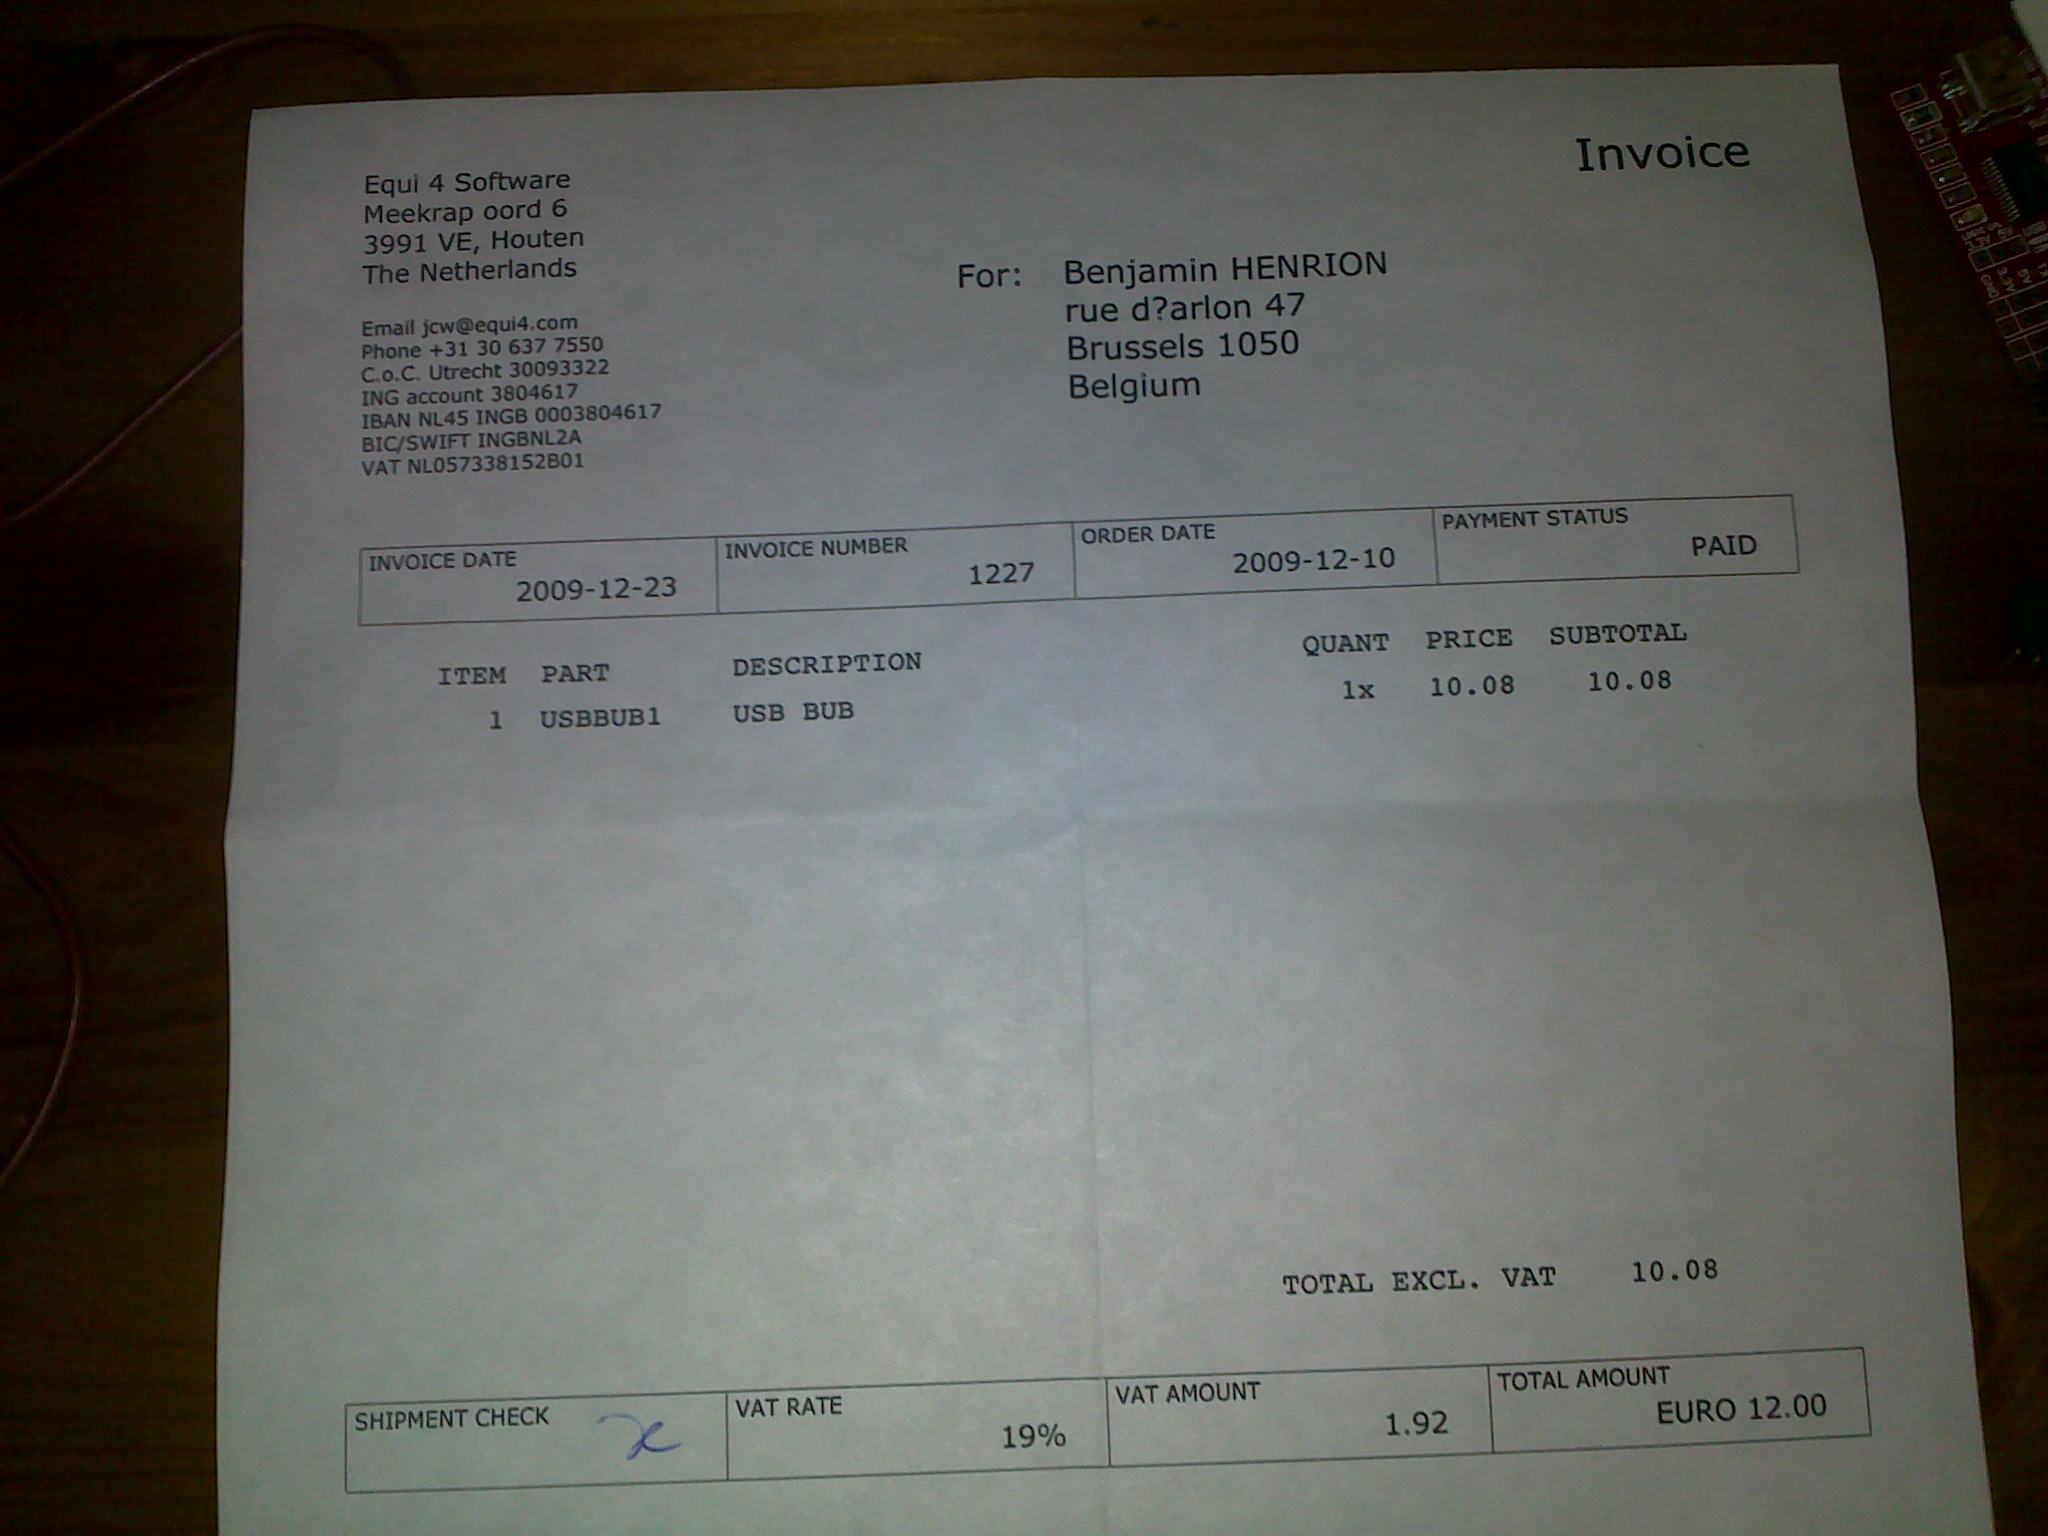 Invoice
Equi 4 Software
Meekrap oord 6
3991 VE, Houten
The Netherlands
Email jcw@equi4.com
Phone +31 30 637 7550
C.o.C. Utrecht 30093322
ING account 3804617
IBAN NL45 INGB 0003804617
BIC/SWIFT INGBNL2A
VAT NL057338152B01
For: Benjamin HENRION
rue d?arlon 47
Brussels 1050
Belgium
INVOICE DATE INVOICE NUMBER ORDER DATE PAYMENT STATUS
2009-12-23 1227 2009-12-10 PAID
ITEM PART DESCRIPTION QUANT PRICE SUBTOTAL
1 USBBUB1 USB BUB 1x 10.08 10.08
TOTAL EXCL. VAT 10.08
SHIPMENT CHECK VAT RATE VAT AMOUNT TOTAL AMOUNT
19% 1.92 EURO 12.00
GND
3.3V
5V